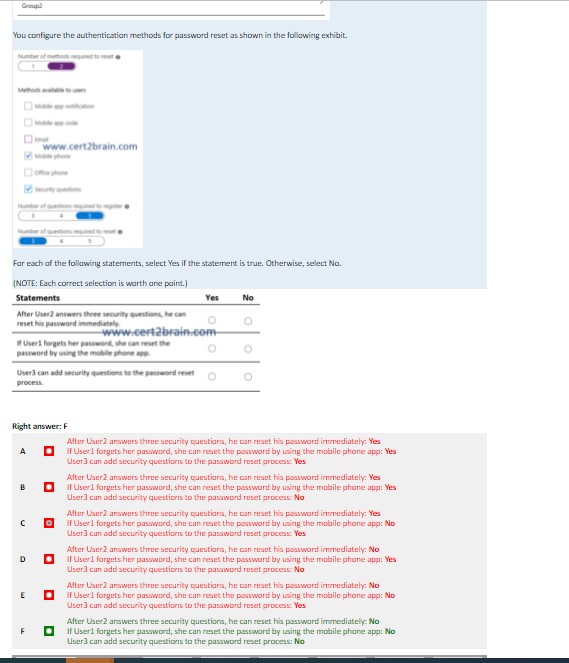 Group2
You configure the authentication methods for password reset as shown in the following exhibit.
Number of methods required to reset
1 2
Methods available to users
Mobile app notification
Mobile app code
Email
www.cert2brain.com
Mobile phone
Office phone
Security questions
Number of questions required to register
3 4 5
Number of questions required to reset
3 4 5
For each of the following statements, select Yes if the statement is true. Otherwise, select No.
(NOTE: Each correct selection is worth one point.)
Statements Yes No
After User2 answers three security questions, he can
reset his password immediately.
www.cert2brain.com
If User1 forgets her password, she can reset the
password by using the mobile phone app.
User3 can add security questions to the password reset
process.
Right answer: F
After User2 answers three security questions, he can reset his password immediately: Yes
A If User1 forgets her password, she can reset the password by using the mobile phone app: Yes
User3 can add security questions to the password reset process: Yes
After User2 answers three security questions, he can reset his password immediately: Yes
B If User1 forgets her password, she can reset the password by using the mobile phone app: Yes
User3 can add security questions to the password reset process: No
After User2 answers three security questions, he can reset his password immediately: Yes
C If User1 forgets her password, she can reset the password by using the mobile phone app: No
User3 can add security questions to the password reset process: Yes
After User2 answers three security questions, he can reset his password immediately: No
D If User1 forgets her password, she can reset the password by using the mobile phone app: Yes
User3 can add security questions to the password reset process: No
After User2 answers three security questions, he can reset his password immediately: No
E If User1 forgets her password, she can reset the password by using the mobile phone app: No
User3 can add security questions to the password reset process: Yes
After User2 answers three security questions, he can reset his password immediately: No
F If User1 forgets her password, she can reset the password by using the mobile phone app: No
User3 can add security questions to the password reset process: No